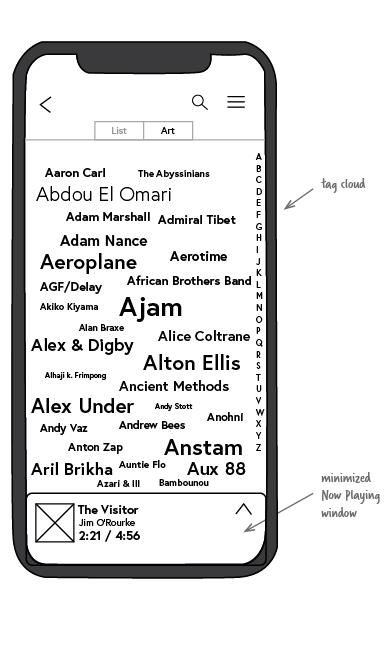 List Art
Aaron Carl The Abyssinians
Abdou El Omari
Adam Marshall Admiral Tibet
Adam Nance
Aeroplane Aerotime
AGF/Delay African Brothers Band
Akiko Kiyama Ajam
Alan Braxe
Alex & Digby Alice Coltrane
Alton Ellis
Alhaji k. Frimpong
Ancient Methods
Alex Under Andy Stott
Andy Vaz Andrew Bees Anohni
Anton Zap Anstam
Aril Brikha Auntie Flo Aux 88
Azari & III Bambounou
A
B
C
D
E
F
G
H
I
J
K
L
M
N
O
P
Q
R
S
T
U
V
W
X
Y
Z
The Visitor
Jim O'Rourke
2:21 / 4:56
tag cloud
minimized
Now Playing
window